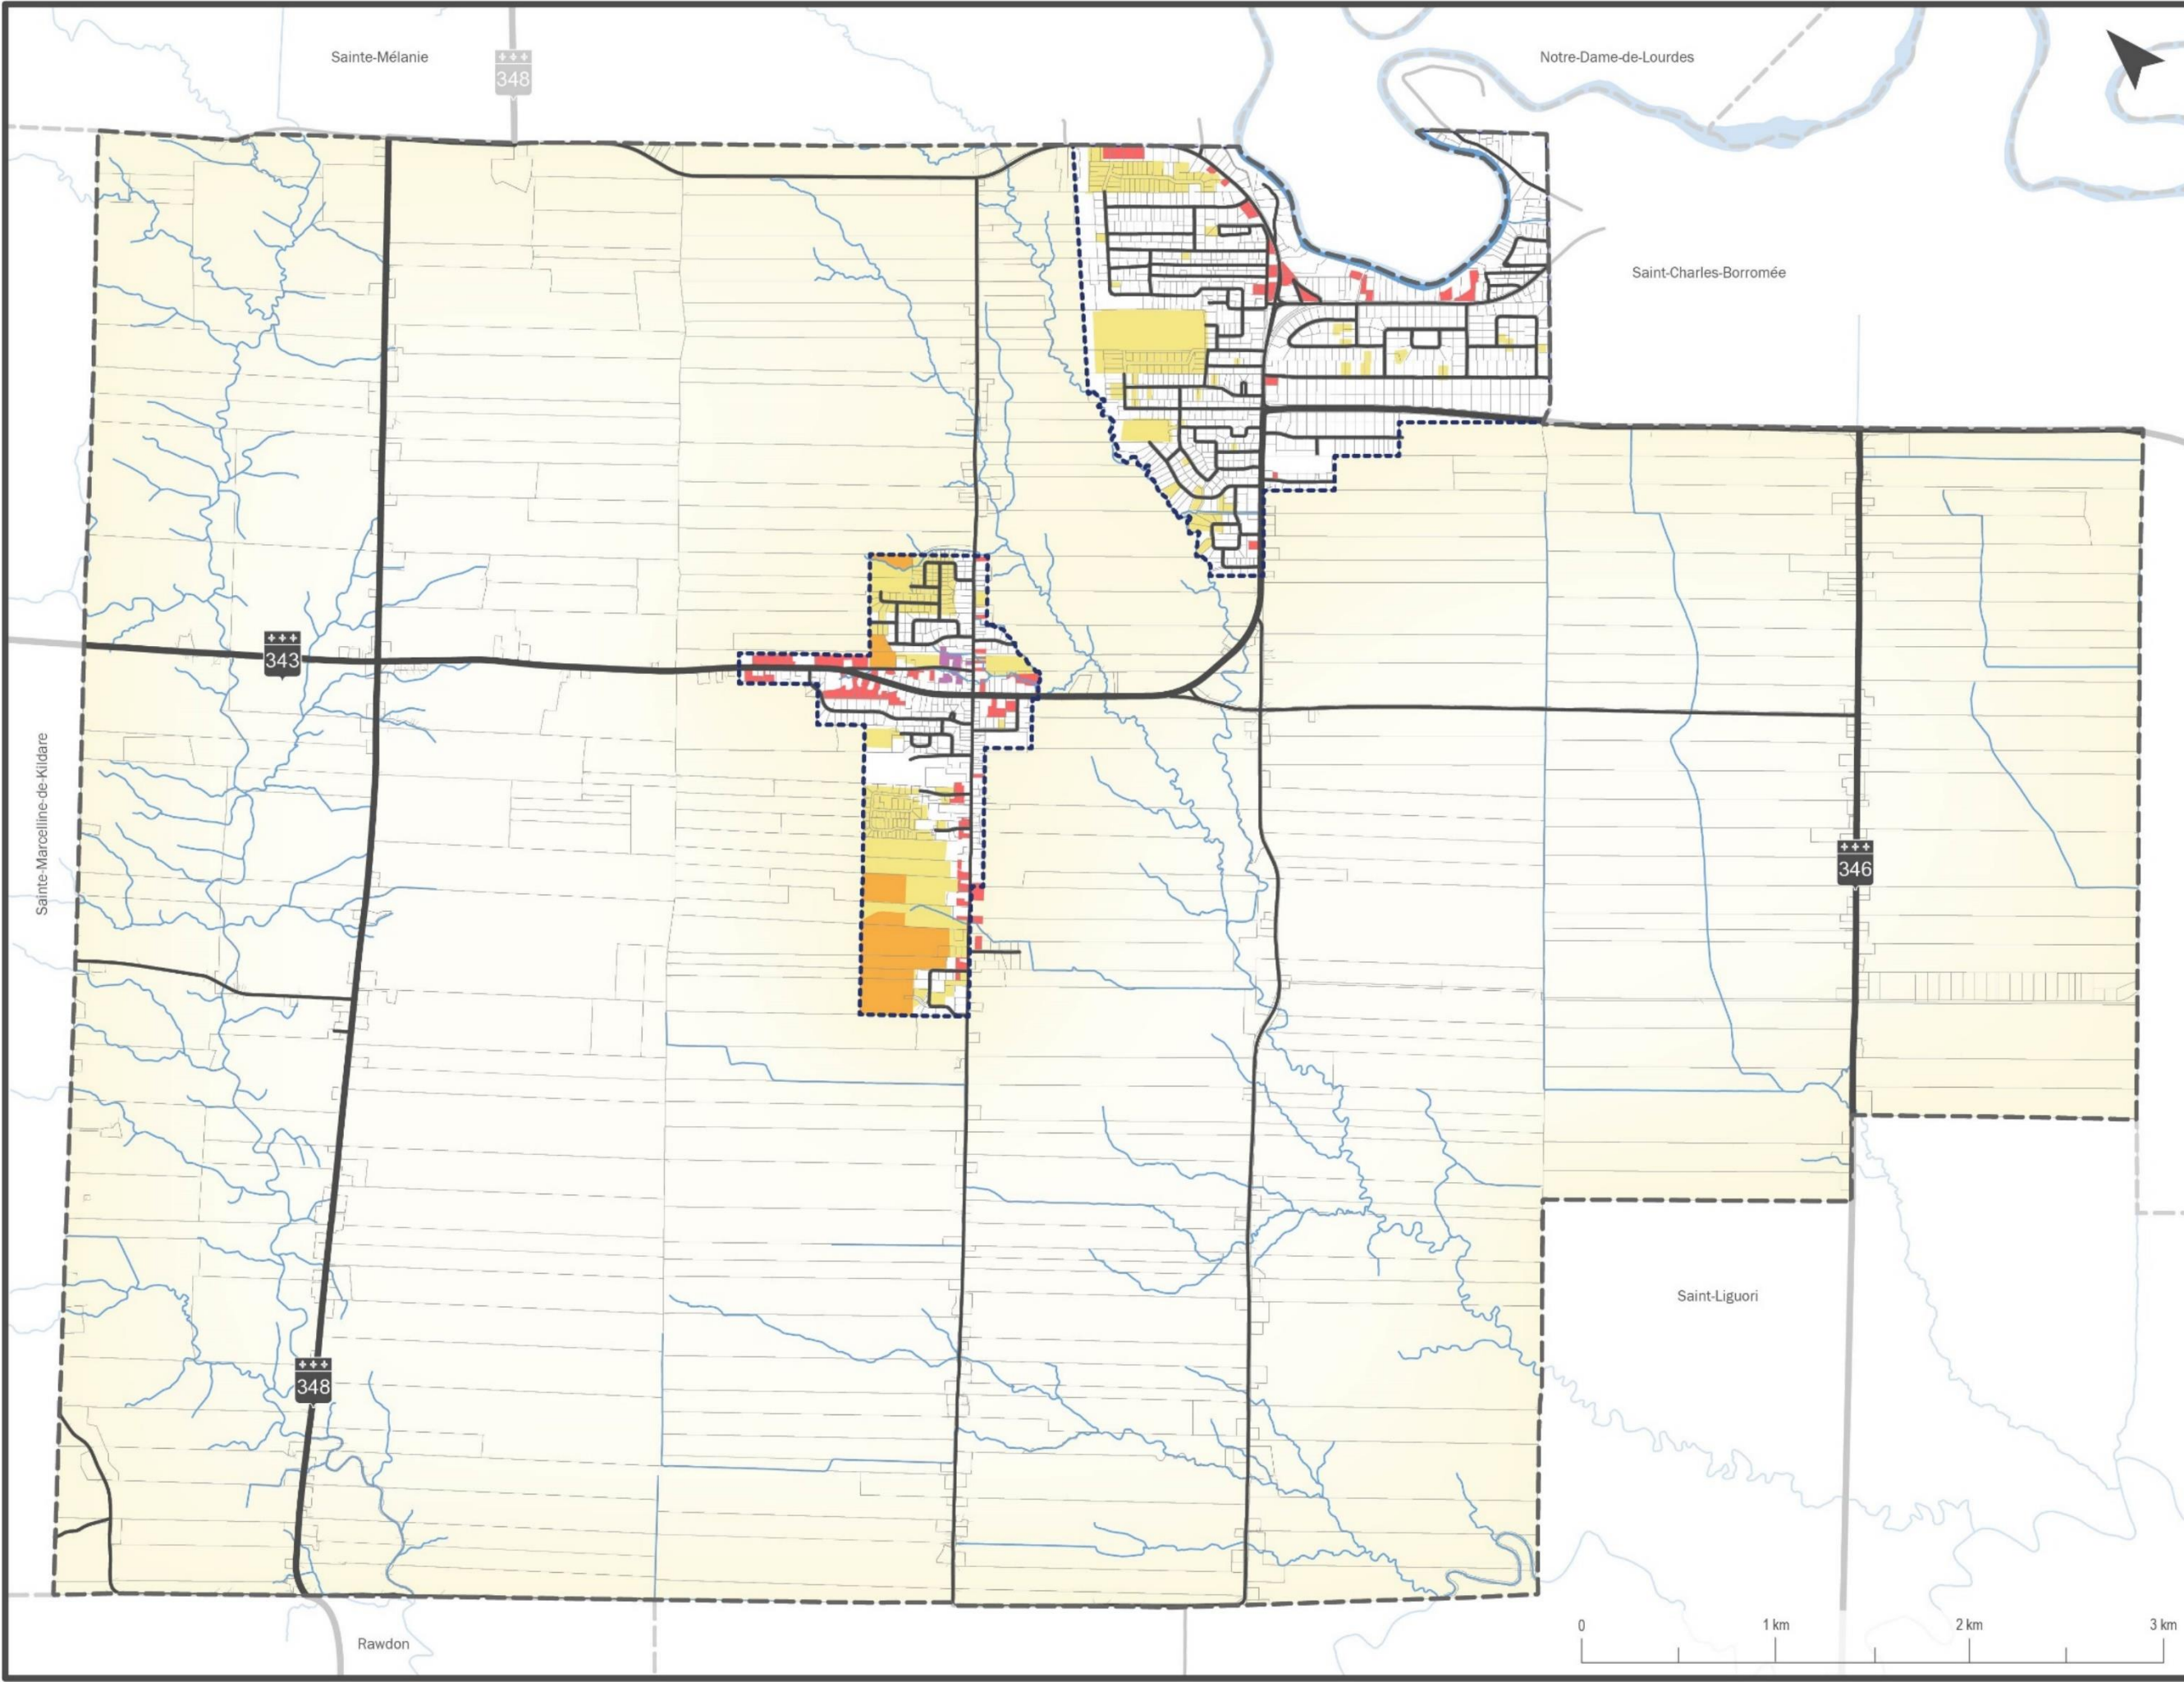 Sainte-Mélanie
348
Notre-Dame-de-Lourdes
Saint-Charles-Borromée
343
Sainte-Marcelline-de-Kildare
346
Saint-Liguori
348
0 1 km 2 km 3 km
Rawdon